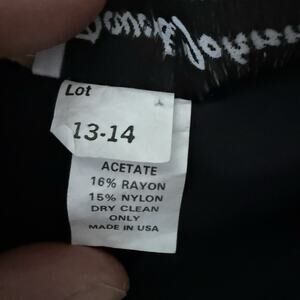 Lot
13-14
ACETATE
16% RAYON
15% NYLON
DRY CLEAN
ONLY
MADE IN USA